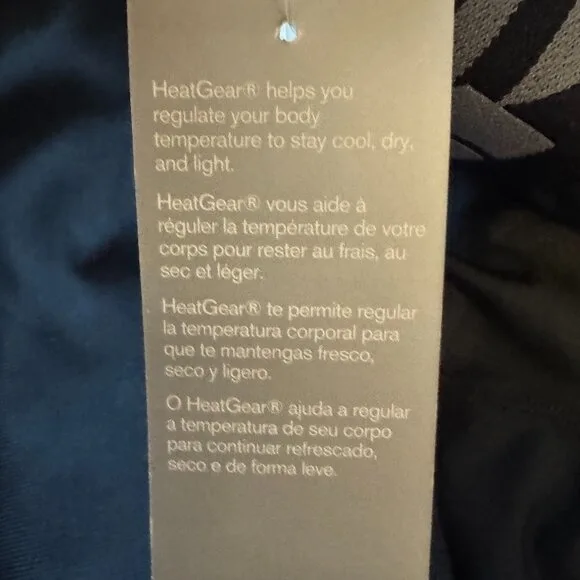 HeatGear® helps you
regulate your body
temperature to stay cool, dry,
and light.
HeatGear® vous aide à
réguler la température de votre
corps pour rester au frais, au
sec et léger.
HeatGear® te permite regular
la temperatura corporal para
que te mantengas fresco,
seco y ligero.
O HeatGear® ajuda a regular
a temperatura de seu corpo
para continuar refrescado,
seco e de forma leve.